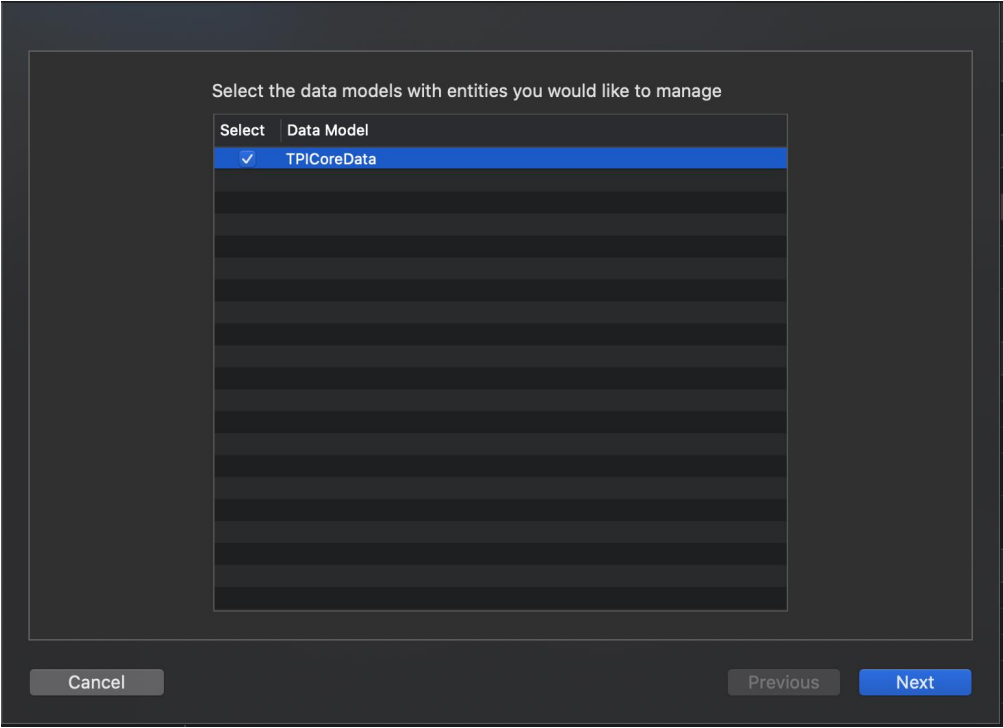 Select the data models with entities you would like to manage
Select Data Model
TPICoreData
Cancel Previous Next